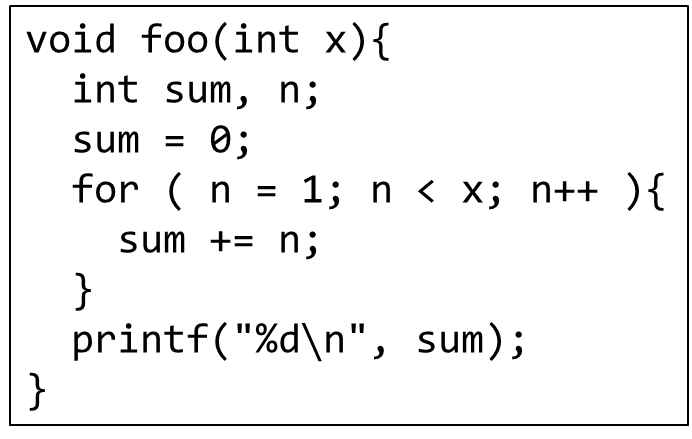 void foo(int x){
  int sum, n;
  sum = 0;
  for ( n = 1; n < x; n++ ){
    sum += n;
  }
  printf("%d\n", sum);
}